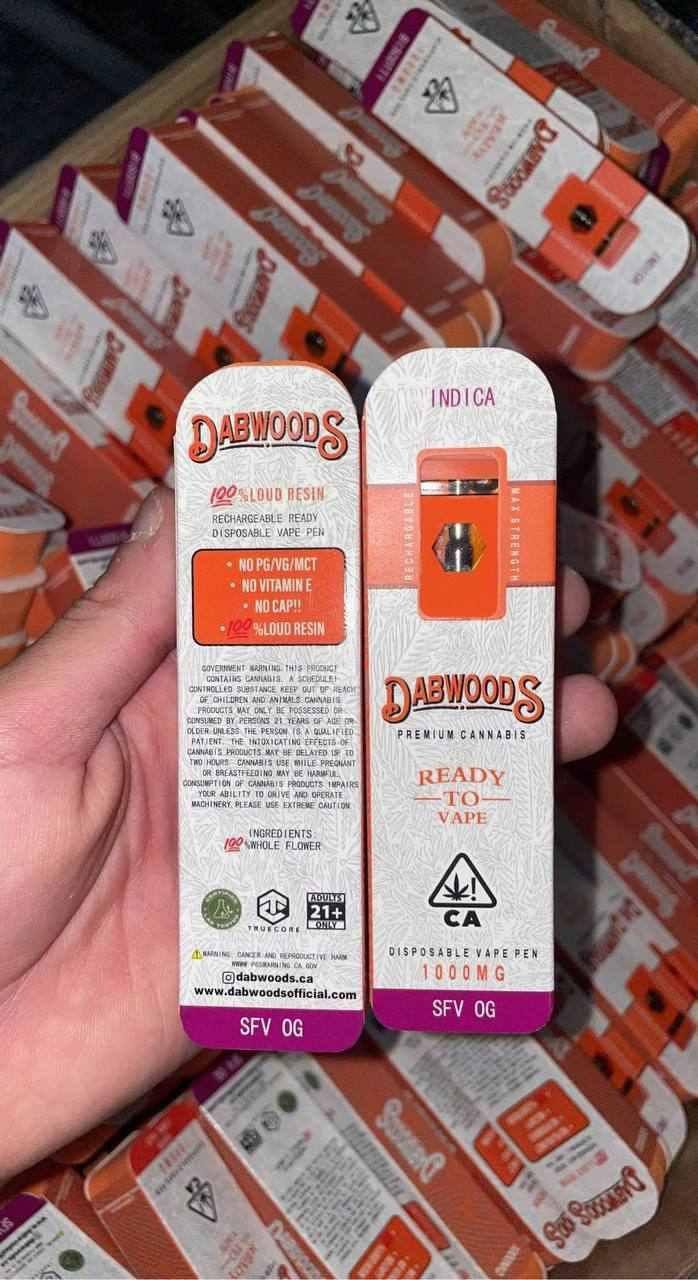 DABWOODS
100%LOUD RESIN
RECHARGEABLE READY
DISPOSABLE VAPE PEN
• NO PG/VG/MCT
• NO VITAMIN E
• NO CAP!!
•100%LOUD RESIN
GOVERNMENT WARNING.THIS PRODUCT
CONTAINS CANNABIS. A SCHEDULEI
CONTROLLED SUBSTANCE KEEP OUT OF REACH
OF CHILDREN AND ANIMALS CANNABIS
PRODUCTS MAY ONLY BE POSSESSED OR
CONSUMED BY PERSONS 21 YEARS OF AGE OR
OLDER UNLESS THE PERSON IS A QUALIFIED
PATIENT. THE INTOXICATING EFFECTS OF
CANNABIS PRODUCTS MAY BE DELAYED UP TO
TWO HOURS CANNABIS USE WHILE PREGNANT
OR BREASTFEEDING MAY BE HARMFUL.
CONSUMPTION OF CANNABIS PRODUCTS IMPAIRS
YOUR ABILITY TO DRIVE AND OPERATE
MACHINERY.PLEASE USE EXTREME CAUTION
INGREDIENTS
100%WHOLE FLOWER
TRUECORE
ADULTS
21+
ONLY
WARNING: CANCER AND REPRODUCTIVE HARM
WWW P65WARNING.CA.GOV
dabwoods.ca
www.dabwoodsofficial.com
SFV OG
INDICA
RECHARGEABLE
MAX STRENGTH
DABWOODS
PREMIUM CANNABIS
READY
TO
VAPE
CA
DISPOSABLE VAPE PEN
1000MG
SFV OG
DABWOODS
INDICA
DABWOODS
DABWOODS
DABWOODS